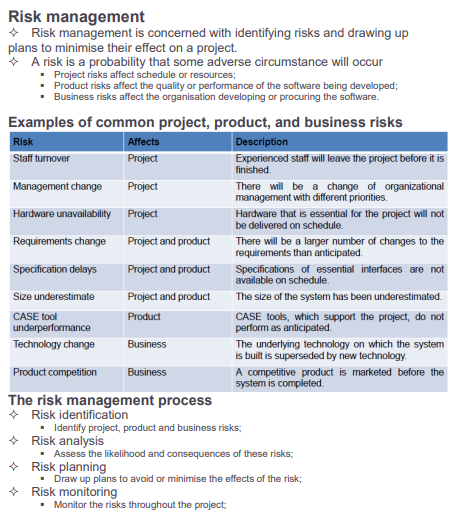 Risk management
✧ Risk management is concerned with identifying risks and drawing up
plans to minimise their effect on a project.
✧ A risk is a probability that some adverse circumstance will occur
▪ Project risks affect schedule or resources;
▪ Product risks affect the quality or performance of the software being developed;
▪ Business risks affect the organisation developing or procuring the software.
Examples of common project, product, and business risks
Risk Affects Description
Staff turnover Project Experienced staff will leave the project before it is
finished.
Management change Project There will be a change of organizational
management with different priorities.
Hardware unavailability Project Hardware that is essential for the project will not
be delivered on schedule.
Requirements change Project and product There will be a larger number of changes to the
requirements than anticipated.
Specification delays Project and product Specifications of essential interfaces are not
available on schedule.
Size underestimate Project and product The size of the system has been underestimated.
CASE tool Product CASE tools, which support the project, do not
underperformance perform as anticipated.
Technology change Business The underlying technology on which the system
is built is superseded by new technology.
Product competition Business A competitive product is marketed before the
system is completed.
The risk management process
✧ Risk identification
▪ Identify project, product and business risks;
✧ Risk analysis
▪ Assess the likelihood and consequences of these risks;
✧ Risk planning
▪ Draw up plans to avoid or minimise the effects of the risk;
✧ Risk monitoring
▪ Monitor the risks throughout the project;